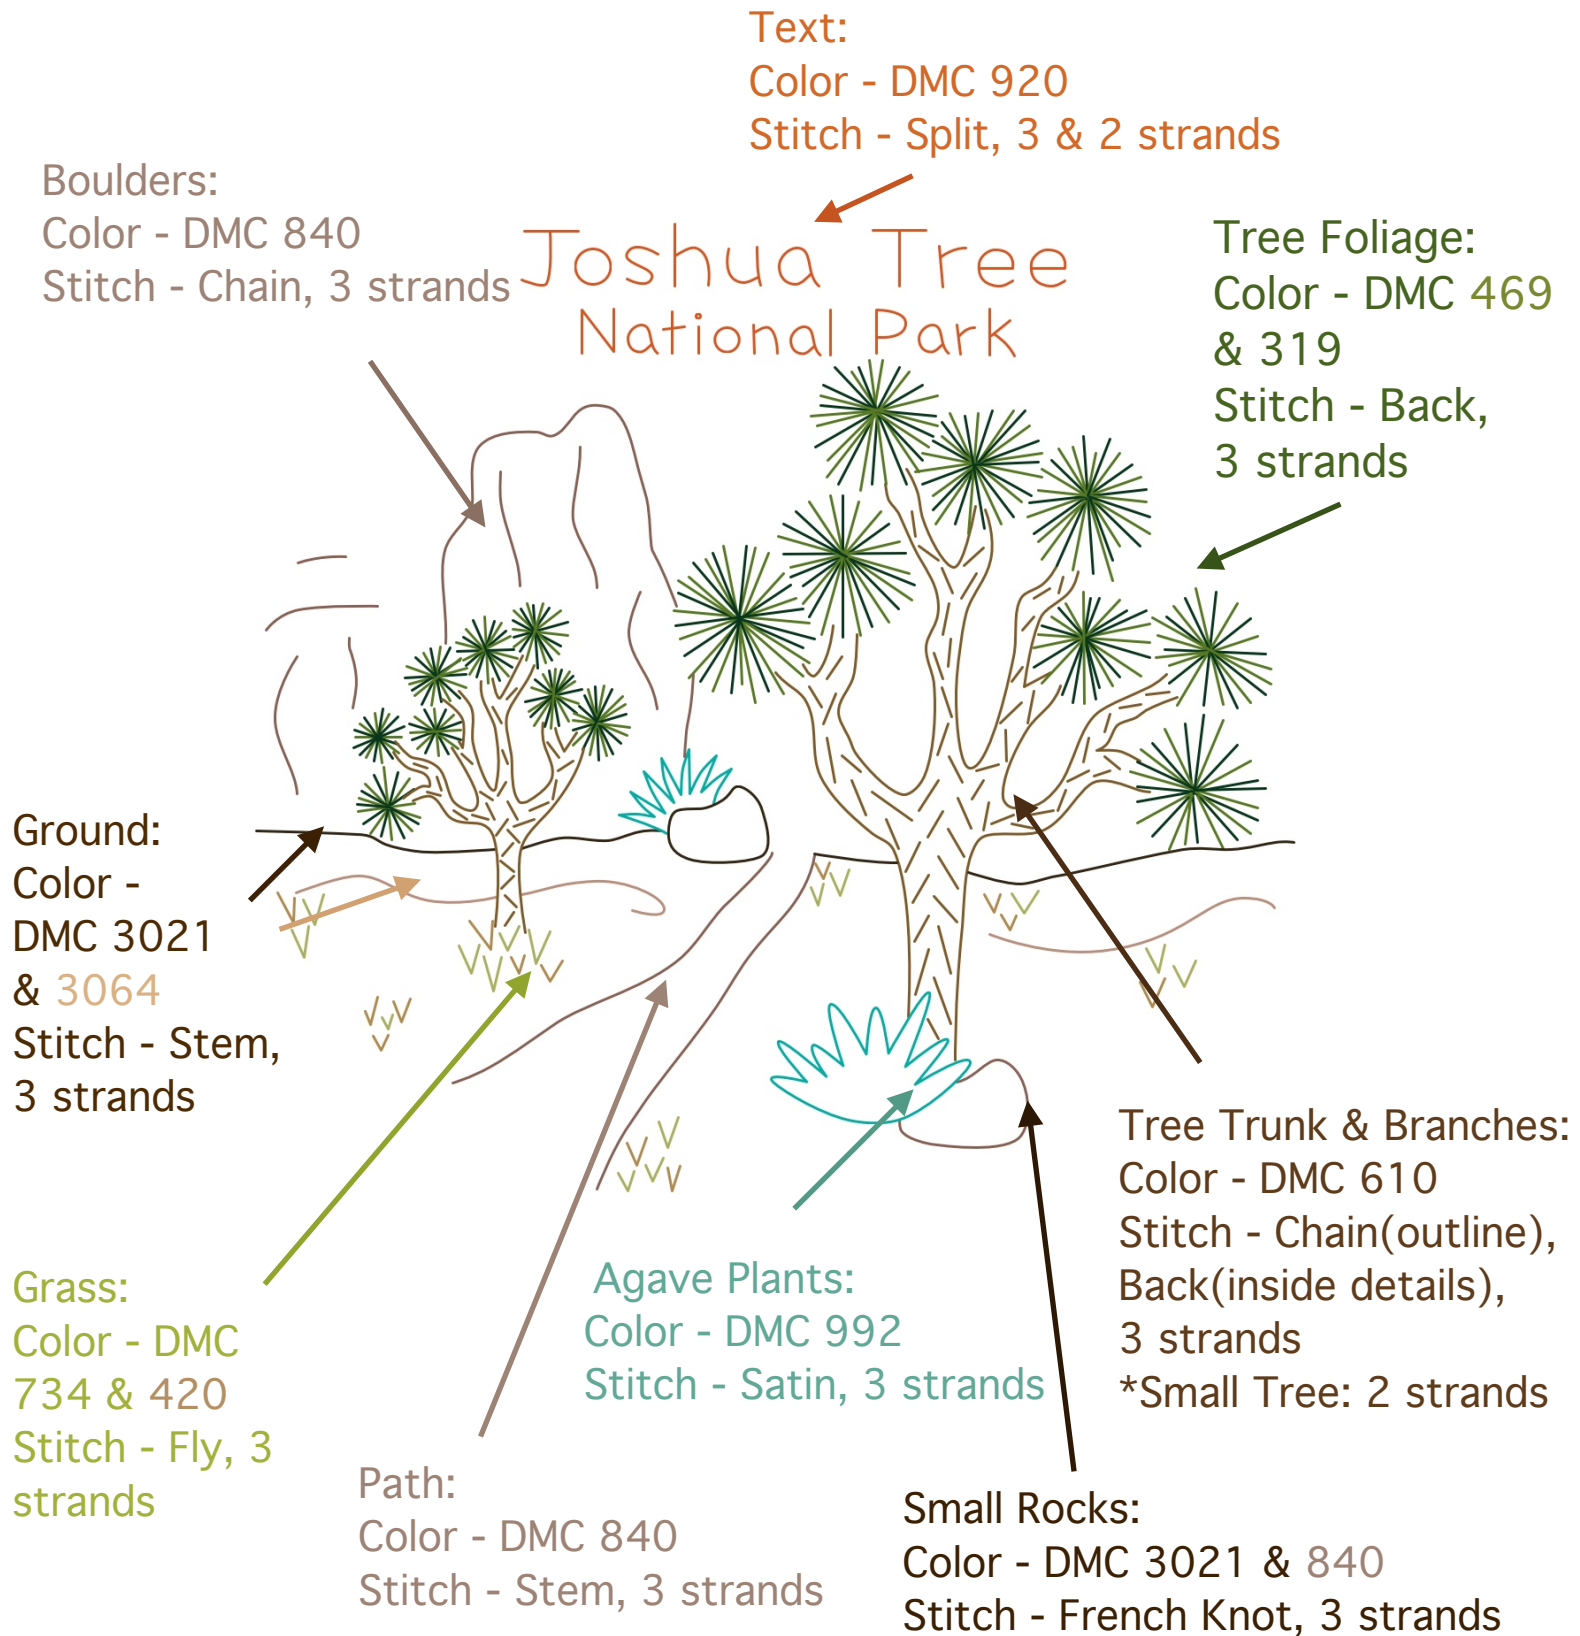 Text:
Color - DMC 920
Stitch - Split, 3 & 2 strands
Boulders:
Color - DMC 840
Stitch - Chain, 3 strands
Joshua Tree
National Park
Tree Foliage:
Color - DMC 469
& 319
Stitch - Back,
3 strands
Ground:
Color -
DMC 3021
& 3064
Stitch - Stem,
3 strands
Tree Trunk & Branches:
Color - DMC 610
Stitch - Chain(outline),
Back(inside details),
3 strands
*Small Tree: 2 strands
Grass:
Color - DMC
734 & 420
Stitch - Fly, 3
strands
Agave Plants:
Color - DMC 992
Stitch - Satin, 3 strands
Path:
Color - DMC 840
Stitch - Stem, 3 strands
Small Rocks:
Color - DMC 3021 & 840
Stitch - French Knot, 3 strands